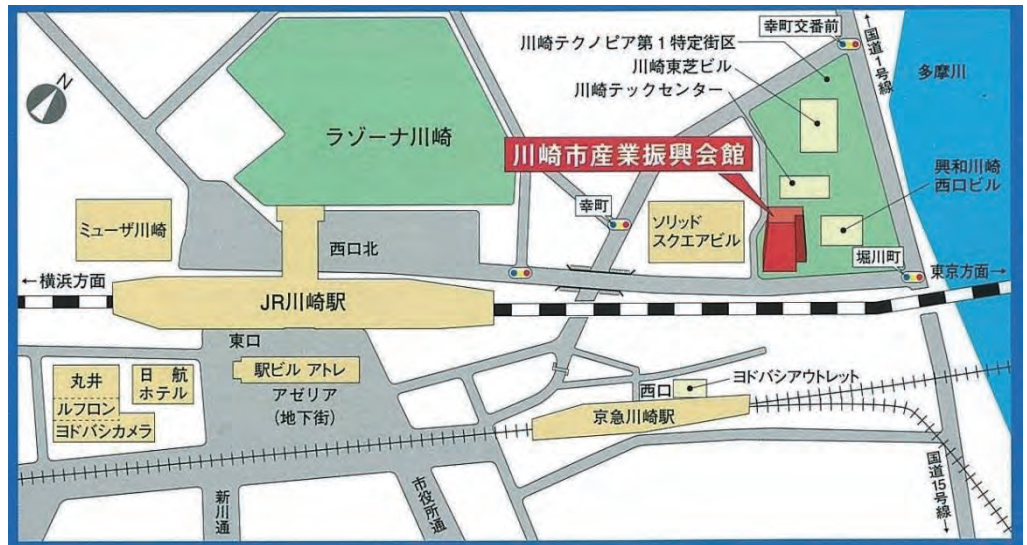 幸町交番前
↑国道1号線
川崎テクノピア第1特定街区
川崎東芝ビル
川崎テックセンター
多摩川
N
ラゾーナ川崎
川崎市産業振興会館
興和川崎
西口ビル
幸町
ミューザ川崎
ソリッド
スクエアビル
西口北
堀川町
←横浜方面
東京方面→
JR川崎駅
東口
駅ビル アトレ
丸井
日航
ホテル
ルフロン
ヨドバシカメラ
アゼリア
(地下街)
西口
ヨドバシアウトレット
京急川崎駅
新川通
市役所通
国道15号線↓